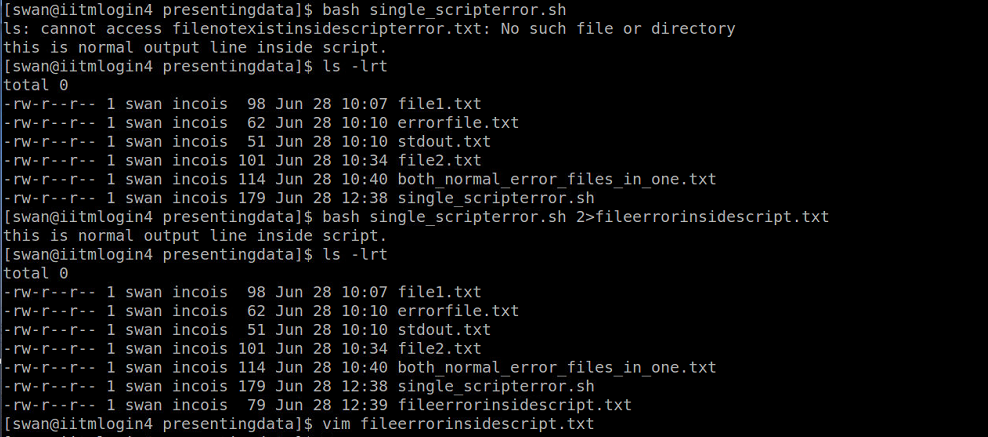 [swan@iitmlogin4 presentingdata]$ bash single_scripterror.sh
ls: cannot access filenotexistinsidescripterror.txt: No such file or directory
this is normal output line inside script.
[swan@iitmlogin4 presentingdata]$ ls -lrt
total 0
-rw-r--r-- 1 swan incois  98 Jun 28 10:07 file1.txt
-rw-r--r-- 1 swan incois  62 Jun 28 10:10 errorfile.txt
-rw-r--r-- 1 swan incois  51 Jun 28 10:10 stdout.txt
-rw-r--r-- 1 swan incois 101 Jun 28 10:34 file2.txt
-rw-r--r-- 1 swan incois 114 Jun 28 10:40 both_normal_error_files_in_one.txt
-rw-r--r-- 1 swan incois 179 Jun 28 12:38 single_scripterror.sh
[swan@iitmlogin4 presentingdata]$ bash single_scripterror.sh 2>fileerrorinsidescript.txt
this is normal output line inside script.
[swan@iitmlogin4 presentingdata]$ ls -lrt
total 0
-rw-r--r-- 1 swan incois  98 Jun 28 10:07 file1.txt
-rw-r--r-- 1 swan incois  62 Jun 28 10:10 errorfile.txt
-rw-r--r-- 1 swan incois  51 Jun 28 10:10 stdout.txt
-rw-r--r-- 1 swan incois 101 Jun 28 10:34 file2.txt
-rw-r--r-- 1 swan incois 114 Jun 28 10:40 both_normal_error_files_in_one.txt
-rw-r--r-- 1 swan incois 179 Jun 28 12:38 single_scripterror.sh
-rw-r--r-- 1 swan incois  79 Jun 28 12:39 fileerrorinsidescript.txt
[swan@iitmlogin4 presentingdata]$ vim fileerrorinsidescript.txt